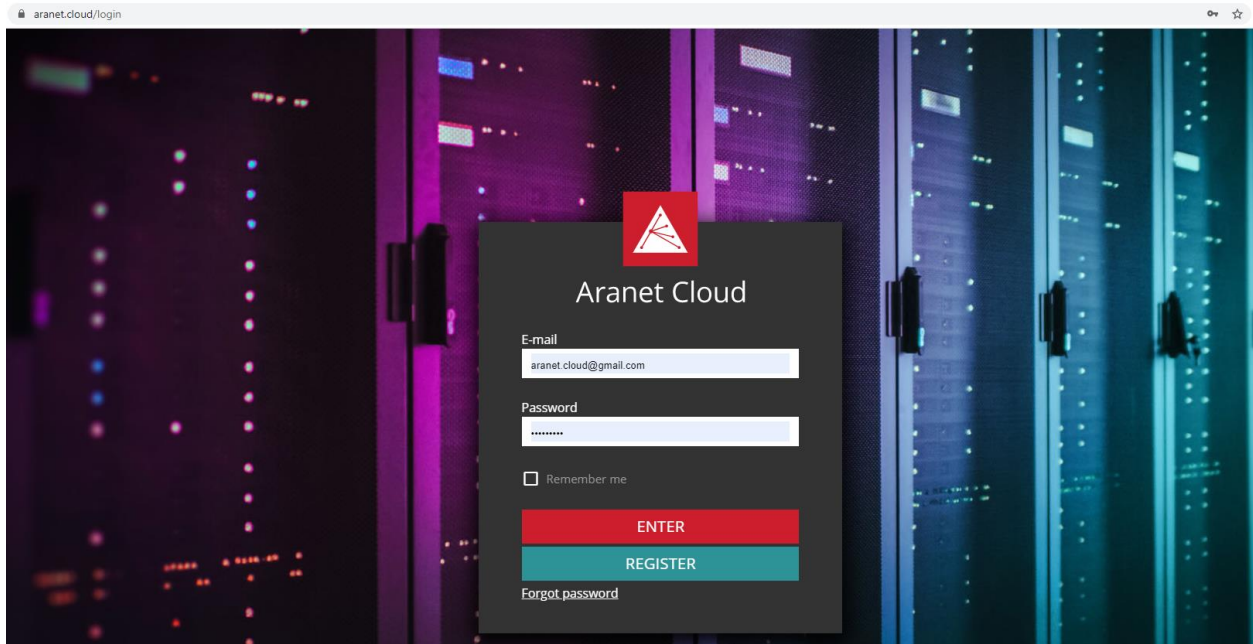 aranet.cloud/login
Aranet Cloud
E-mail
aranet.cloud@gmail.com
Password
•••••••••
Remember me
ENTER
REGISTER
Forgot password